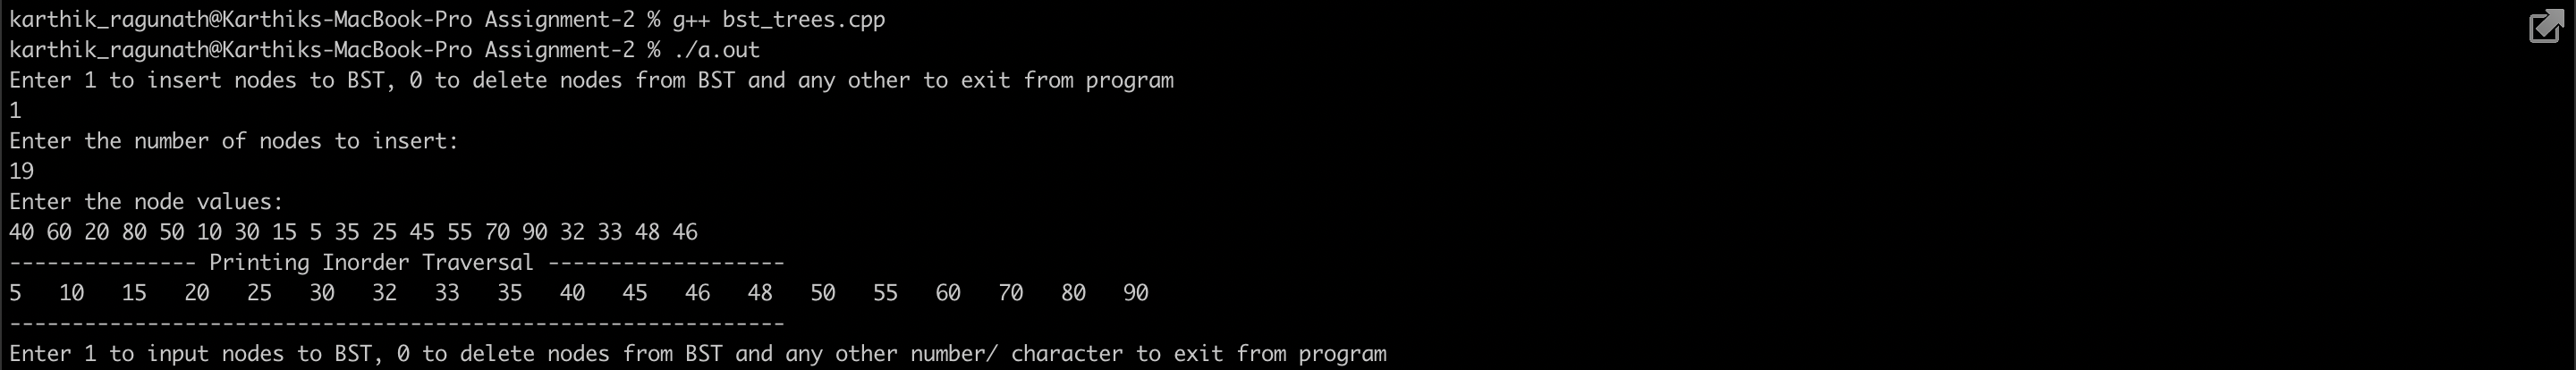 karthik_ragunath@Karthiks-MacBook-Pro Assignment-2 % g++ bst_trees.cpp
karthik_ragunath@Karthiks-MacBook-Pro Assignment-2 % ./a.out
Enter 1 to insert nodes to BST, 0 to delete nodes from BST and any other to exit from program
1
Enter the number of nodes to insert:
19
Enter the node values:
40 60 20 80 50 10 30 15 5 35 25 45 55 70 90 32 33 48 46
--------------- Printing Inorder Traversal -------------------
5   10   15   20   25   30   32   33   35   40   45   46   48   50   55   60   70   80   90
--------------------------------------------------------------
Enter 1 to input nodes to BST, 0 to delete nodes from BST and any other number/ character to exit from program